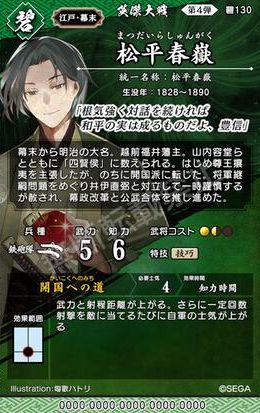 碧
江戸・幕末
英傑大戦
第4弾
碧130
まつだいらしゅんがく
松平春嶽
統一名称：松平春嶽
生没年：1828〜1890
「根気強く対話を続ければ
和平の実は成るものだよ、豊信」
幕末から明治の大名。越前福井藩主。山内容堂ら
とともに「四賢侯」に数えられる。はじめ尊王攘夷
を主張したが、のちに開国派に転じた。将軍継
嗣問題をめぐり井伊直弼と対立して一時謹慎する
が赦され、幕政改革と公武合体を推し進めた。
兵種 武力 知力 武将コスト
鉄砲隊 5 6 特技 技巧
かいこくへのみち
開国への道
必要士気 4
効果時間 知力時間
効果範囲
武力と射程距離が上がる。さらに一定回数
射撃を敵に当てるたびに自軍の士気が上が
る
Illustration:匈歌ハトリ
©SEGA
0000-0000-0000-0000-0000